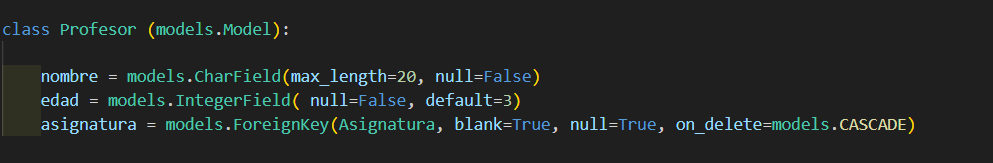 class Profesor (models.Model):
nombre = models.CharField(max_length=20, null=False)
edad = models.IntegerField( null=False, default=3)
asignatura = models.ForeignKey(Asignatura, blank=True, null=True, on_delete=models.CASCADE)